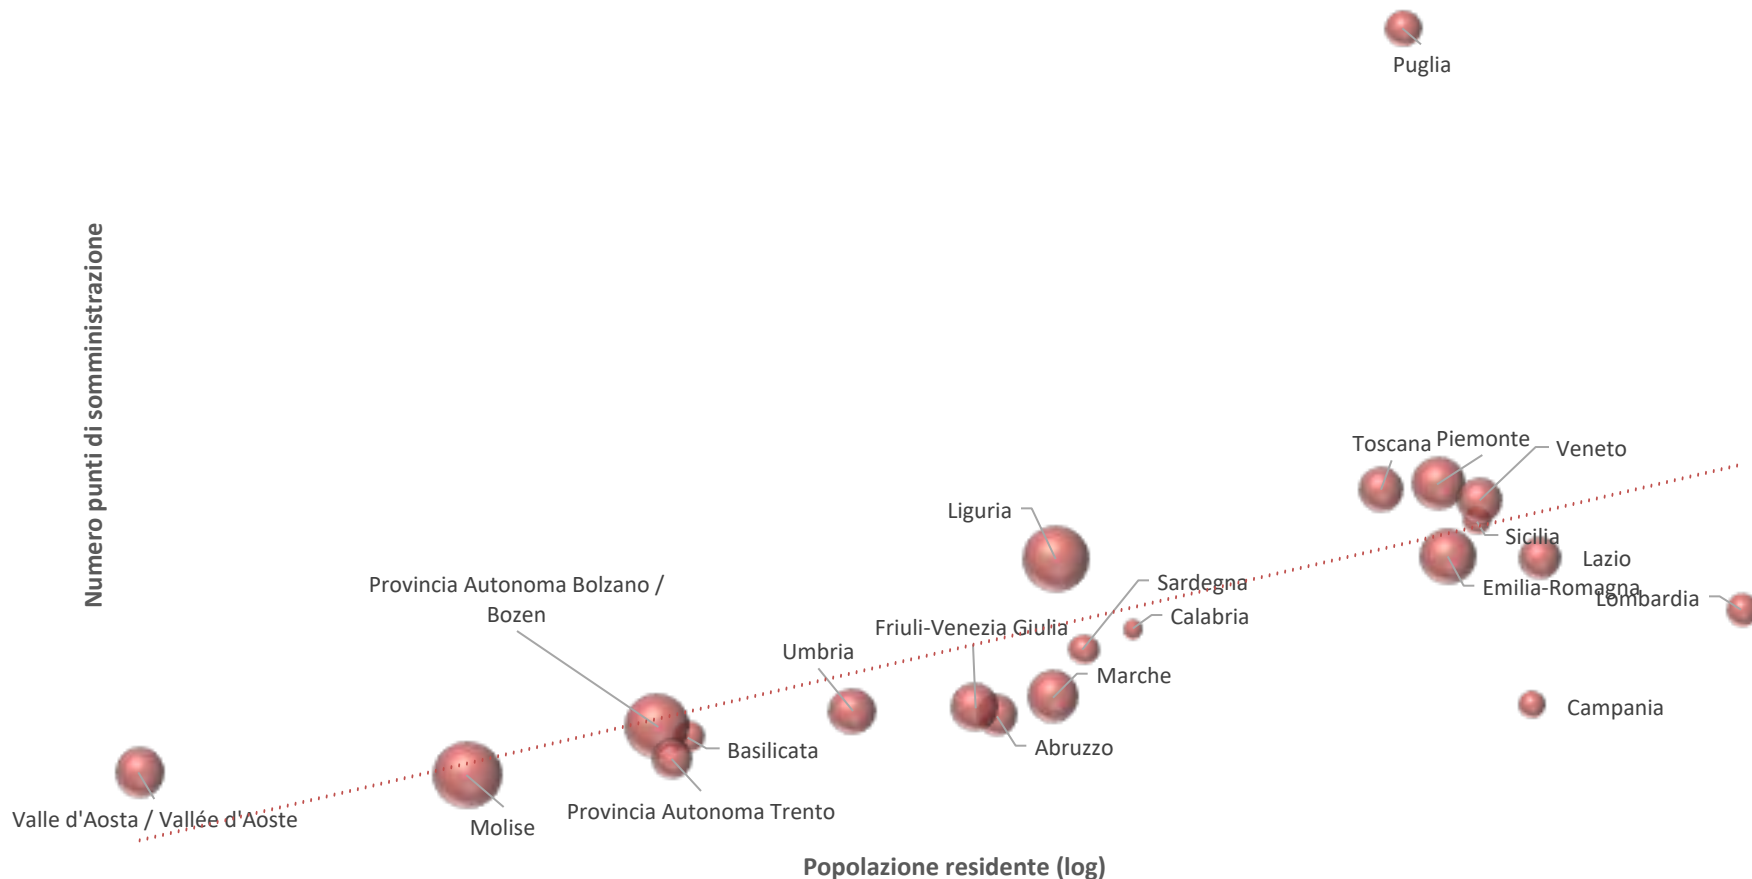 Puglia
Numero punti di somministrazione
Toscana
Piemonte
Veneto
Liguria
Sicilia
Lazio
Emilia-Romagna
Lombardia
Provincia Autonoma Bolzano /
Bozen
Sardegna
Calabria
Friuli-Venezia Giulia
Umbria
Marche
Campania
Basilicata
Abruzzo
Provincia Autonoma Trento
Valle d'Aosta / Vallée d'Aoste
Molise
Popolazione residente (log)